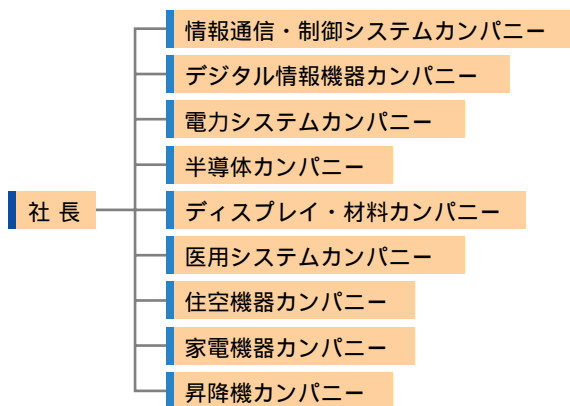 情報通信・制御システムカンパニー
デジタル情報機器カンパニー
電力システムカンパニー
半導体カンパニー
社 長
ディスプレイ・材料カンパニー
医用システムカンパニー
住空機器カンパニー
家電機器カンパニー
昇降機カンパニー